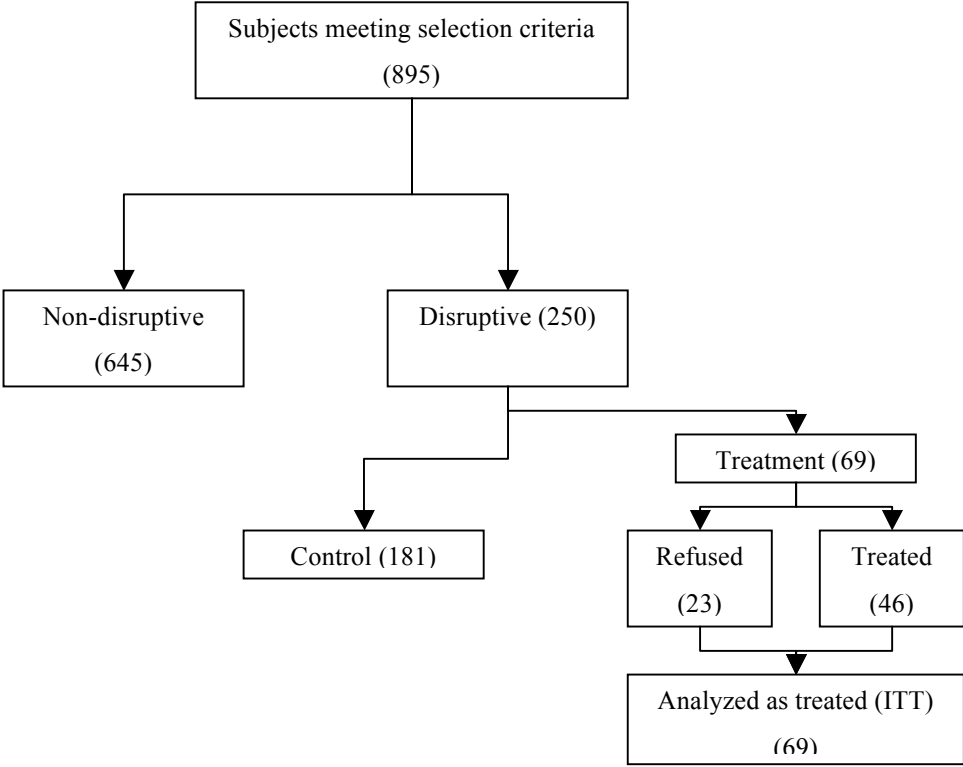 Subjects meeting selection criteria
(895)
Non-disruptive
(645)
Disruptive (250)
Treatment (69)
Control (181)
Refused
(23)
Treated
(46)
Analyzed as treated (ITT)
(69)